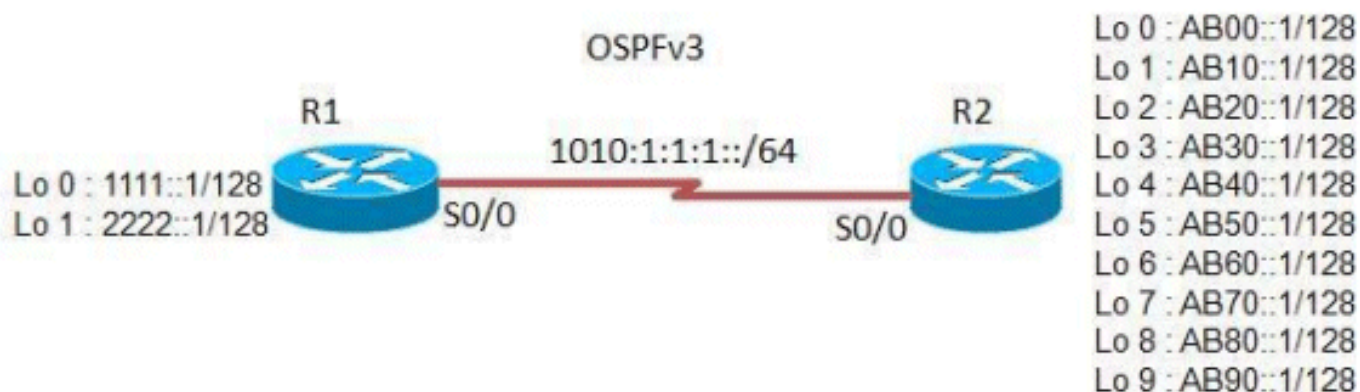 OSPFv3
R1
R2
1010:1:1:1::/64
S0/0
S0/0
Lo 0 : 1111::1/128
Lo 1 : 2222::1/128
Lo 0 : AB00::1/128
Lo 1 : AB10::1/128
Lo 2 : AB20::1/128
Lo 3 : AB30::1/128
Lo 4 : AB40::1/128
Lo 5 : AB50::1/128
Lo 6 : AB60::1/128
Lo 7 : AB70::1/128
Lo 8 : AB80::1/128
Lo 9 : AB90::1/128